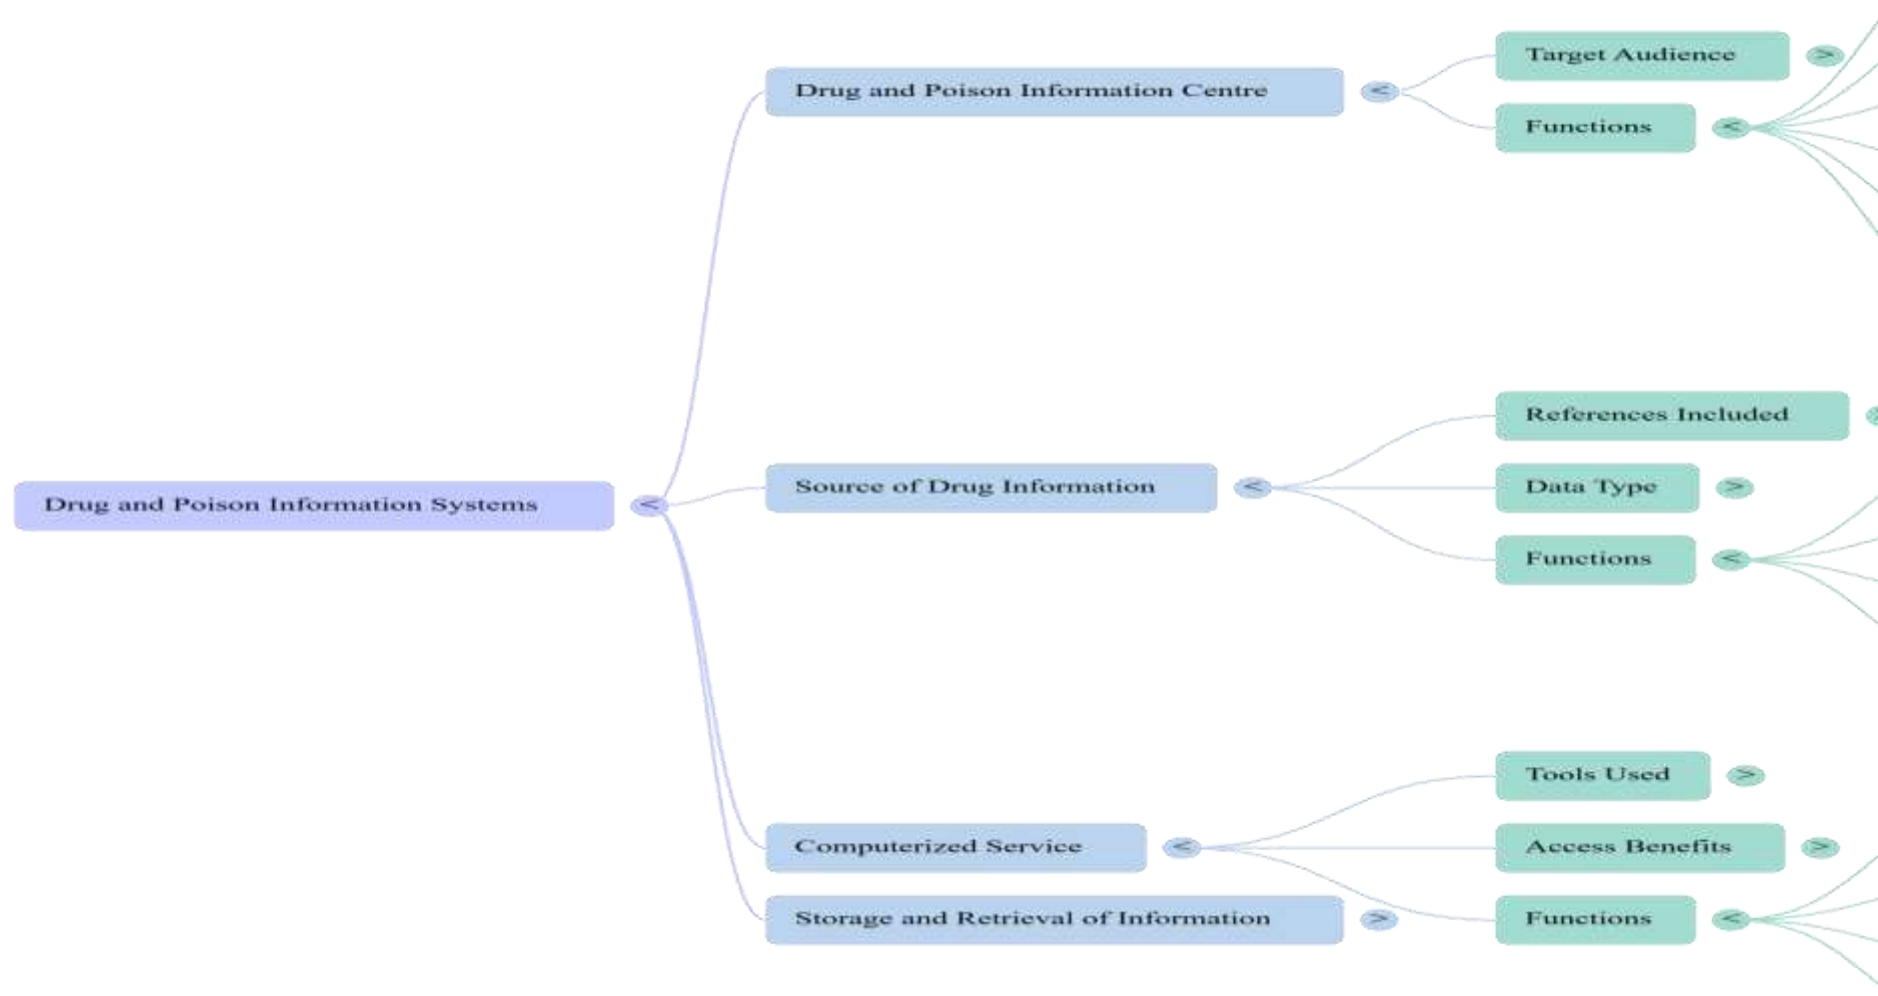 Drug and Poison Information Systems
Drug and Poison Information Centre
Target Audience
>
Functions
<
Source of Drug Information
References Included
Data Type
>
Functions
<
Computerized Service
Tools Used
>
Access Benefits
>
Functions
<
Storage and Retrieval of Information
>